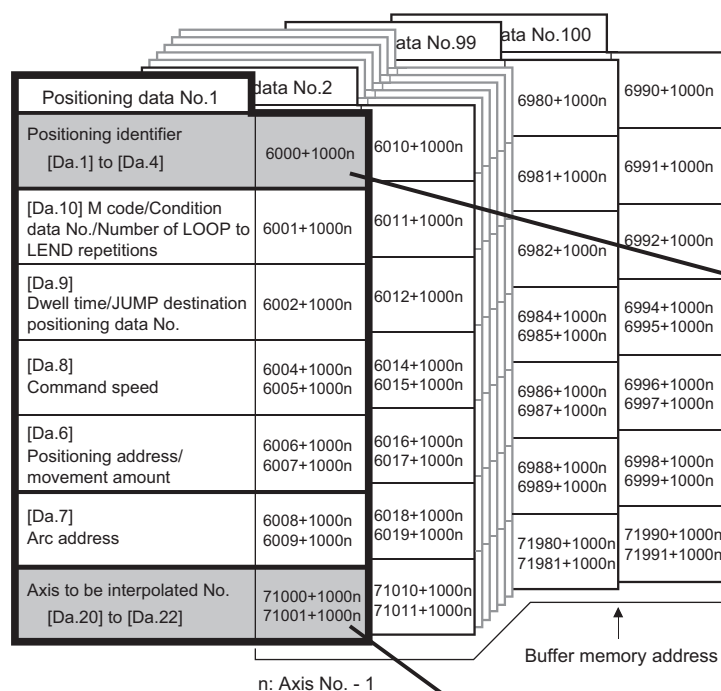 Positioning data No.1
data No.2
ata No.99
ata No.100
Positioning identifier
[Da.1] to [Da.4]
6000+1000n
6010+1000n
6980+1000n
6990+1000n
[Da.10] M code/Condition
data No./Number of LOOP to
LEND repetitions
6001+1000n
6011+1000n
6981+1000n
6991+1000n
[Da.9]
Dwell time/JUMP destination
positioning data No.
6002+1000n
6012+1000n
6982+1000n
6992+1000n
[Da.8]
Command speed
6004+1000n
6005+1000n
6014+1000n
6015+1000n
6984+1000n
6985+1000n
6994+1000n
6995+1000n
[Da.6]
Positioning address/
movement amount
6006+1000n
6007+1000n
6016+1000n
6017+1000n
6986+1000n
6987+1000n
6996+1000n
6997+1000n
[Da.7]
Arc address
6008+1000n
6009+1000n
6018+1000n
6019+1000n
6988+1000n
6989+1000n
6998+1000n
6999+1000n
Axis to be interpolated No.
[Da.20] to [Da.22]
71000+1000n
71001+1000n
71010+1000n
71011+1000n
71980+1000n
71981+1000n
71990+1000n
71991+1000n
Buffer memory address
n: Axis No. - 1